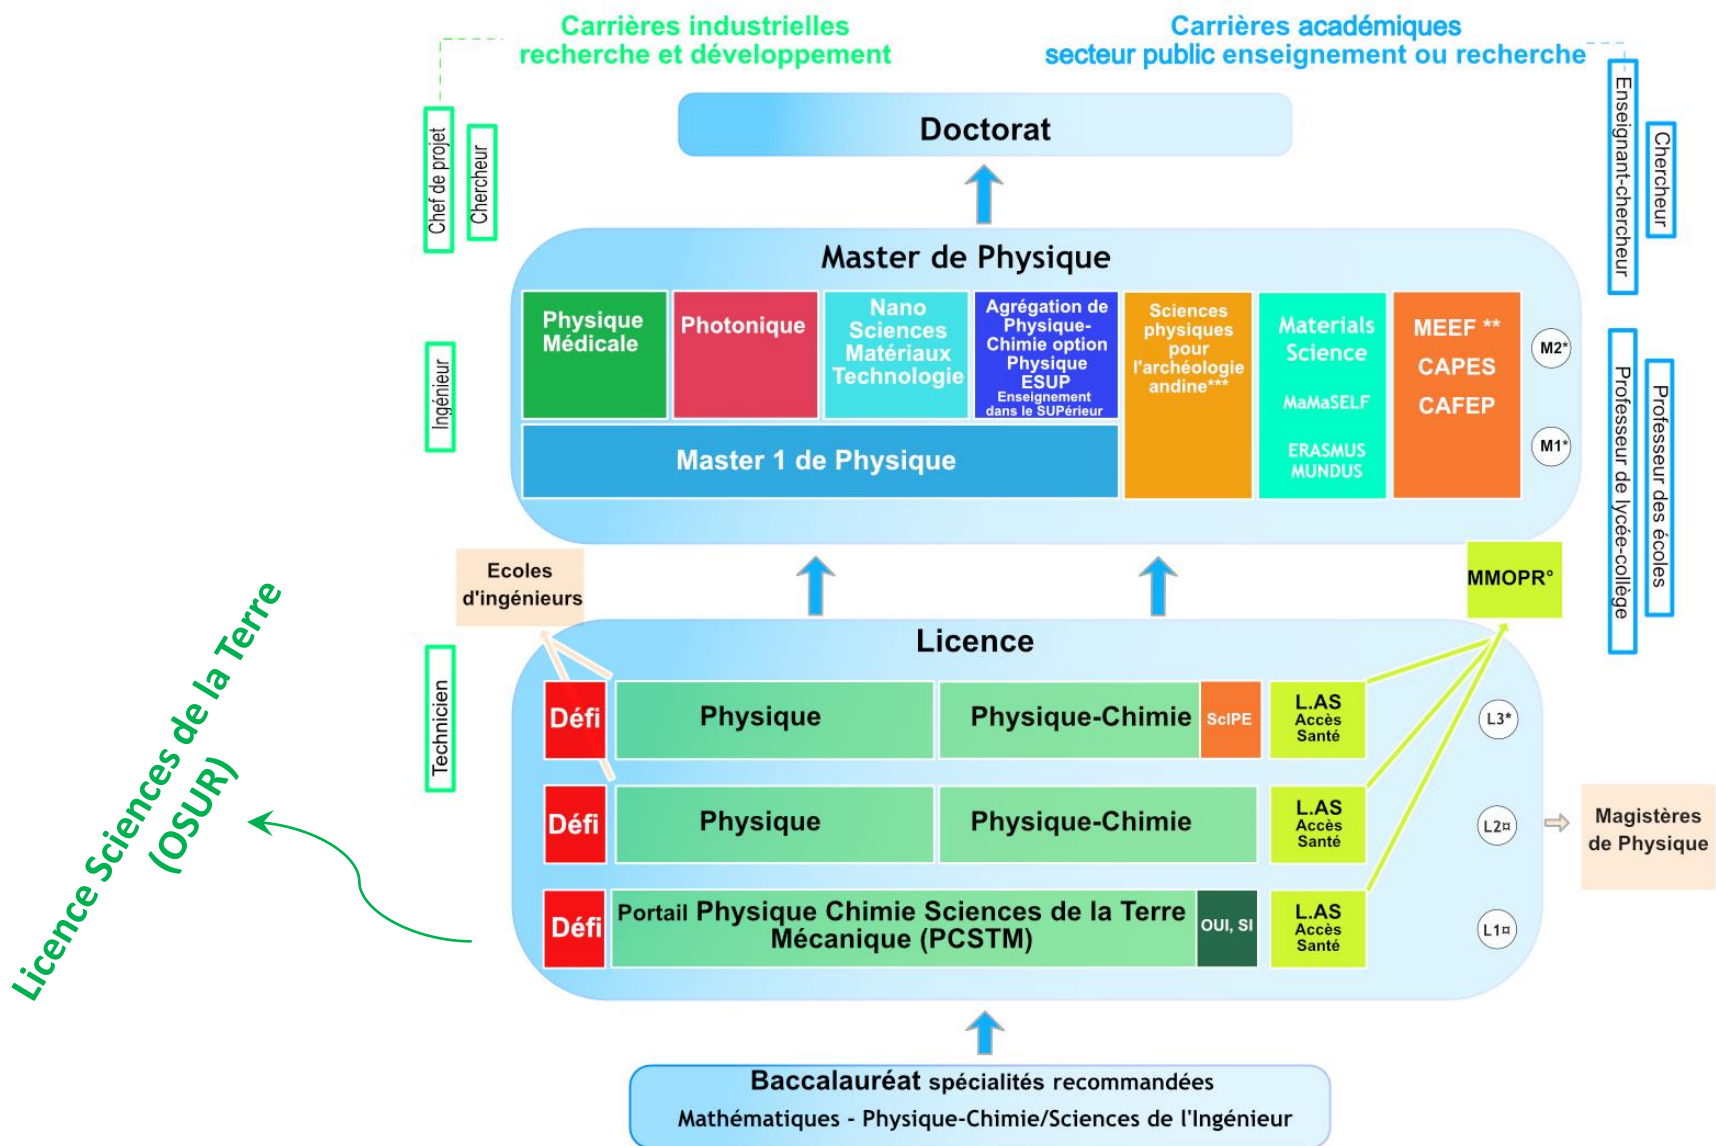 Carrières industrielles
recherche et développement
Carrières académiques
secteur public enseignement ou recherche
Chef de projet
Chercheur
Doctorat
Enseignant-chercheur
Chercheur
Master de Physique
Physique
Médicale
Photonique
Nano
Sciences
Matériaux
Technologie
Agrégation de
Physique-
Chimie option
Physique
ESUP
Enseignement
dans le SUPérieur
Sciences
physiques
pour
l'archéologie
andine***
Materials
Science
MaMaSELF
ERASMUS
MUNDUS
MEEF **
CAPES
CAFEP
M2*
M1*
Master 1 de Physique
Ingénieur
Professeur de lycée-collège
Professeur des écoles
Ecoles
d'ingénieurs
MMOPR°
Licence
Technicien
Défi
Physique
Physique-Chimie
SciPE
L.AS
Accès
Santé
L3*
Défi
Physique
Physique-Chimie
L.AS
Accès
Santé
L2¤
Magistères
de Physique
Défi
Portail Physique Chimie Sciences de la Terre
Mécanique (PCSTM)
OUI, SI
L.AS
Accès
Santé
L1¤
Licence Sciences de la Terre
(OSUR)
Baccalauréat spécialités recommandées
Mathématiques - Physique-Chimie/Sciences de l'Ingénieur